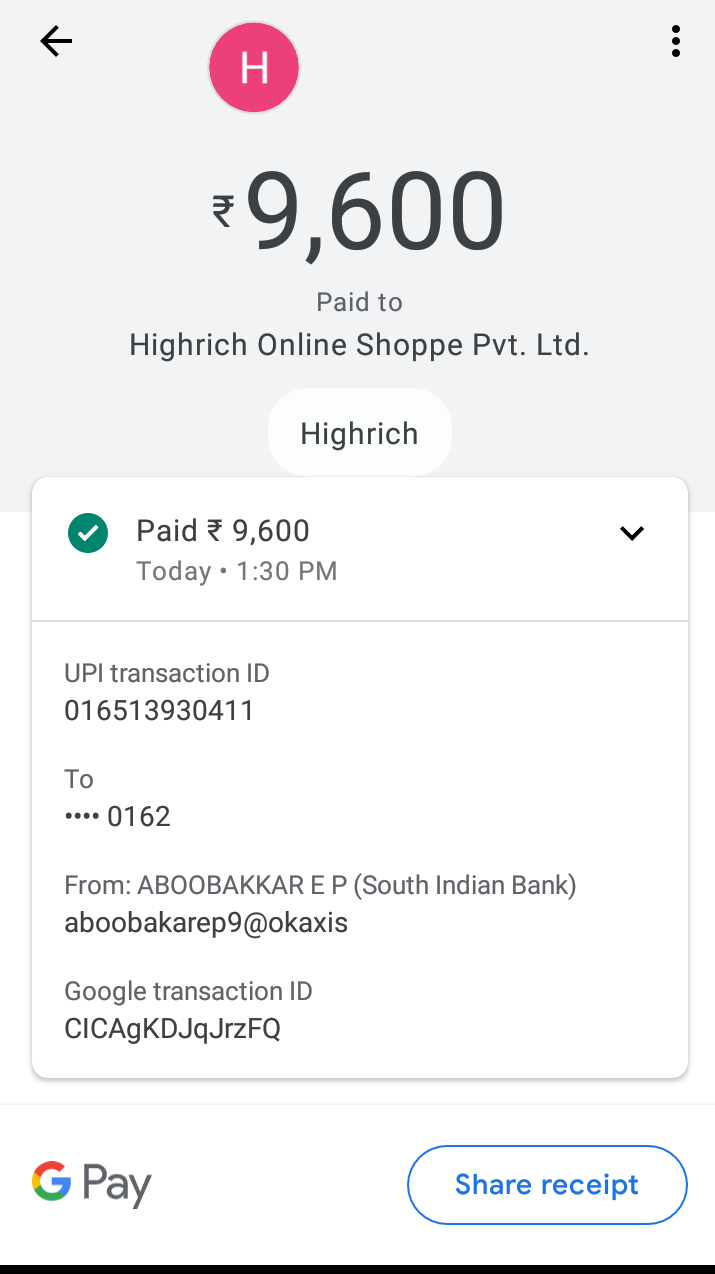 H
₹9,600
Paid to
Highrich Online Shoppe Pvt. Ltd.
Highrich
Paid ₹ 9,600
Today • 1:30 PM
UPI transaction ID
016513930411
To
•••• 0162
From: ABOOBAKKAR E P (South Indian Bank)
aboobakarep9@okaxis
Google transaction ID
CICAgKDJqJrzFQ
G Pay
Share receipt